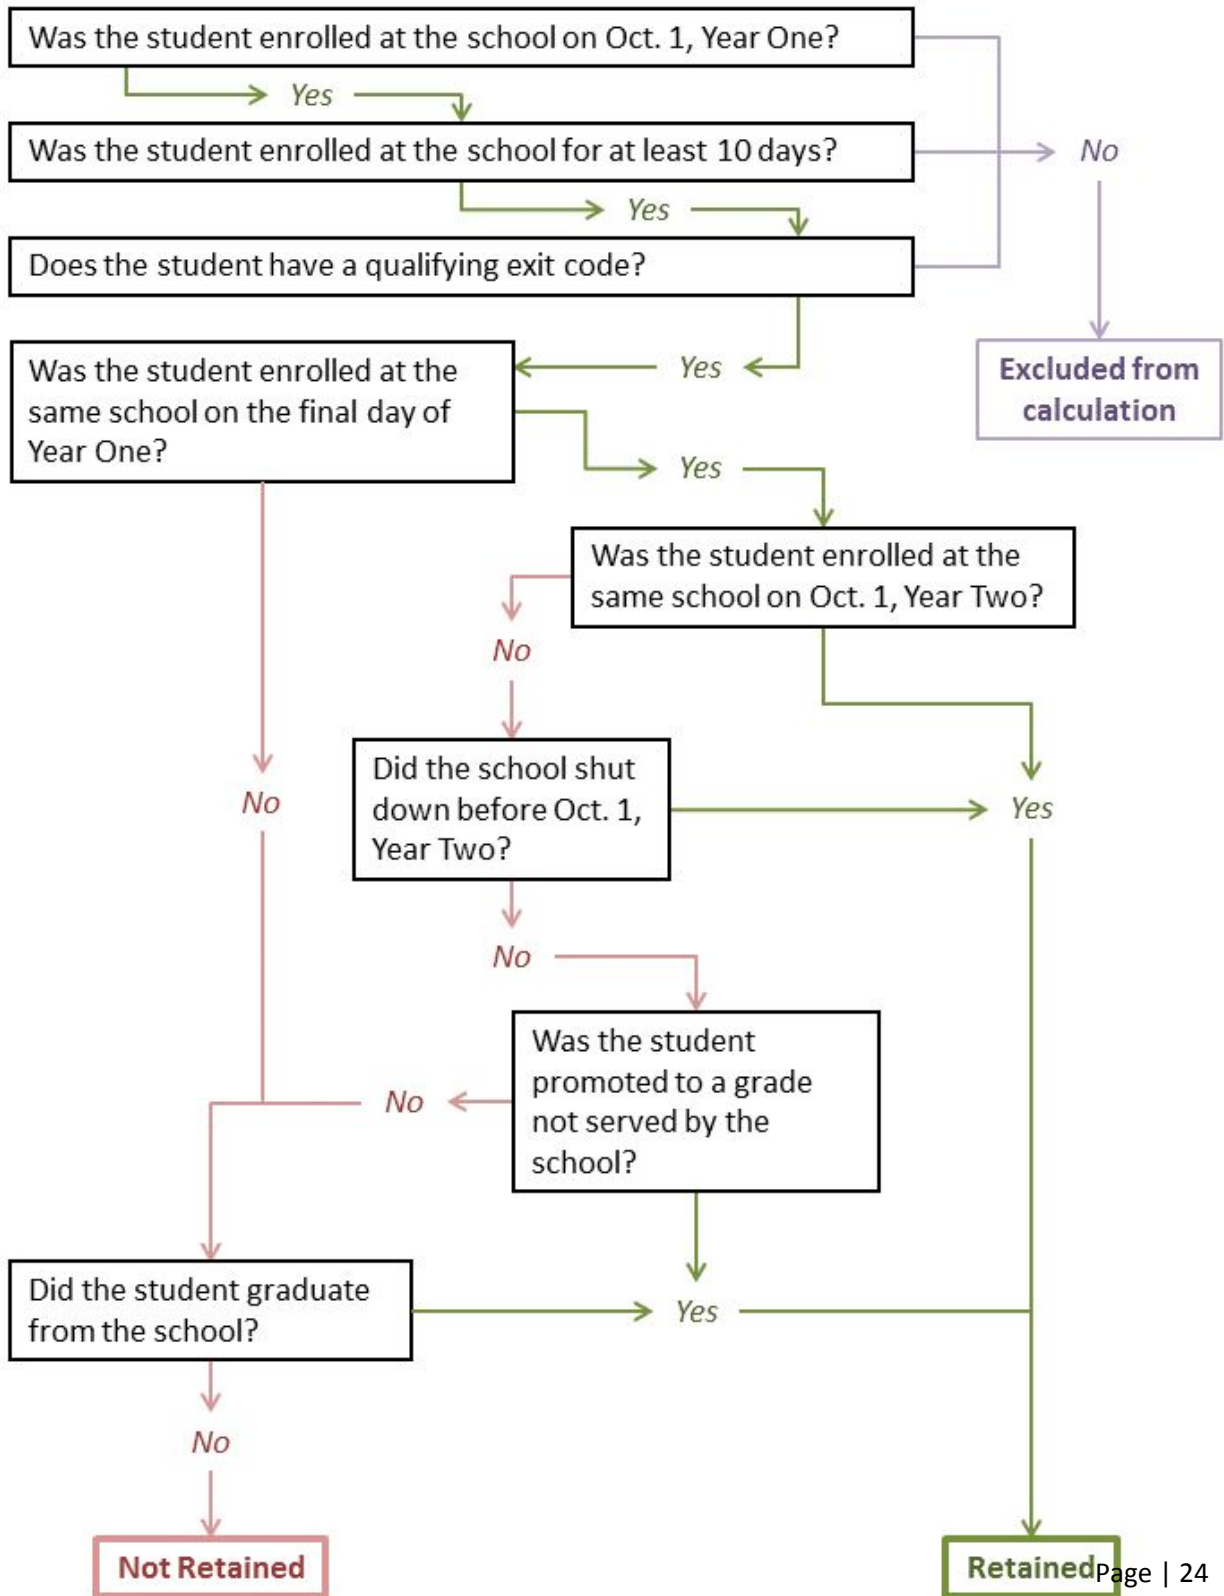 Was the student enrolled at the school on Oct. 1, Year One?
Yes
Was the student enrolled at the school for at least 10 days?
No
Yes
Does the student have a qualifying exit code?
Was the student enrolled at the
same school on the final day of
Year One?
Yes
Excluded from
calculation
Yes
Was the student enrolled at the
same school on Oct. 1, Year Two?
No
Did the school shut
down before Oct. 1,
Year Two?
No
Yes
No
Was the student
promoted to a grade
not served by the
school?
No
Did the student graduate
from the school?
Yes
No
Not Retained
Retained
Page | 24